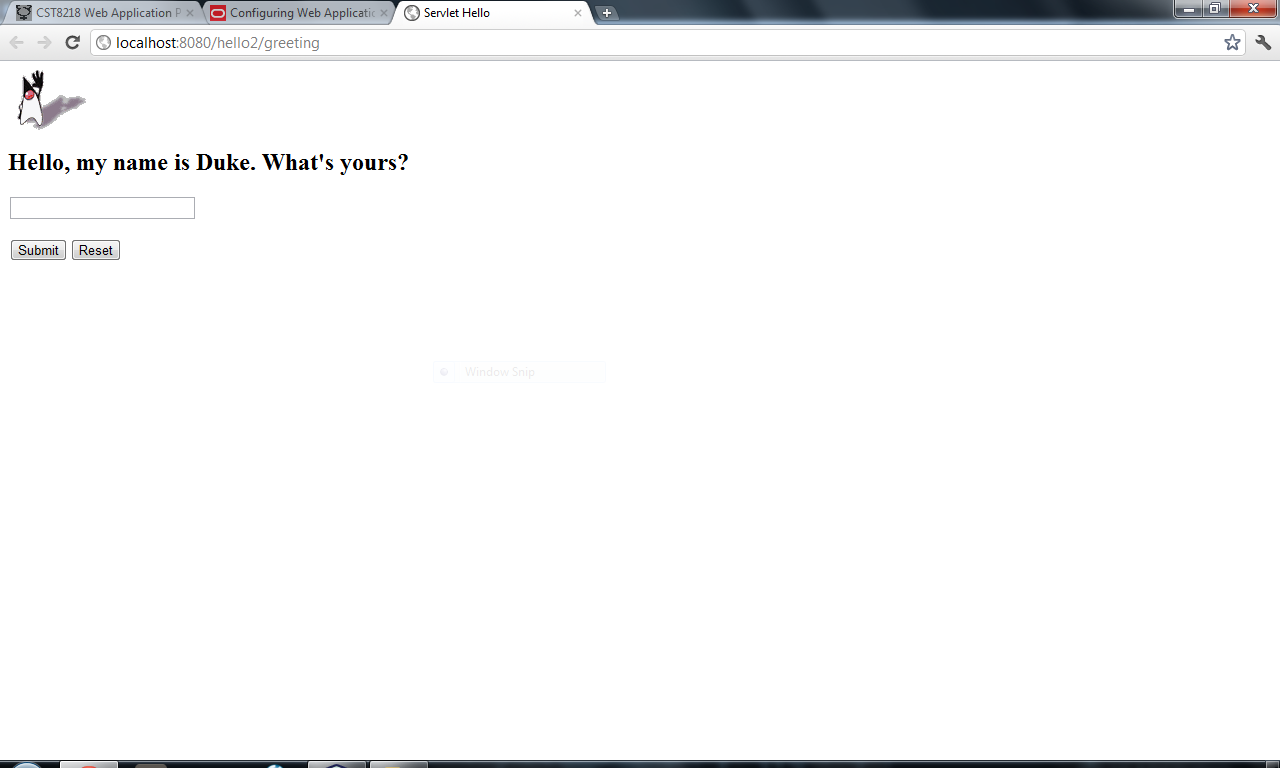 CST8218 Web Application P
Configuring Web Applicatic
Servlet Hello
localhost:8080/hello2/greeting
Hello, my name is Duke. What's yours?
Submit Reset
Window Snip